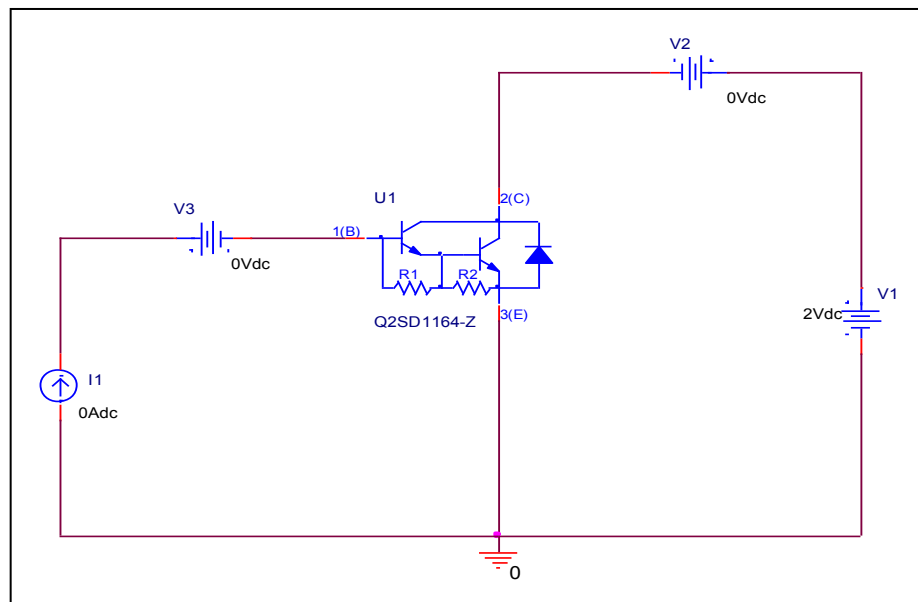 V2
0Vdc
U1
2(C)
V3
1(B)
0Vdc
R1
R2
V1
2Vdc
3(E)
Q2SD1164-Z
I1
0Adc
0